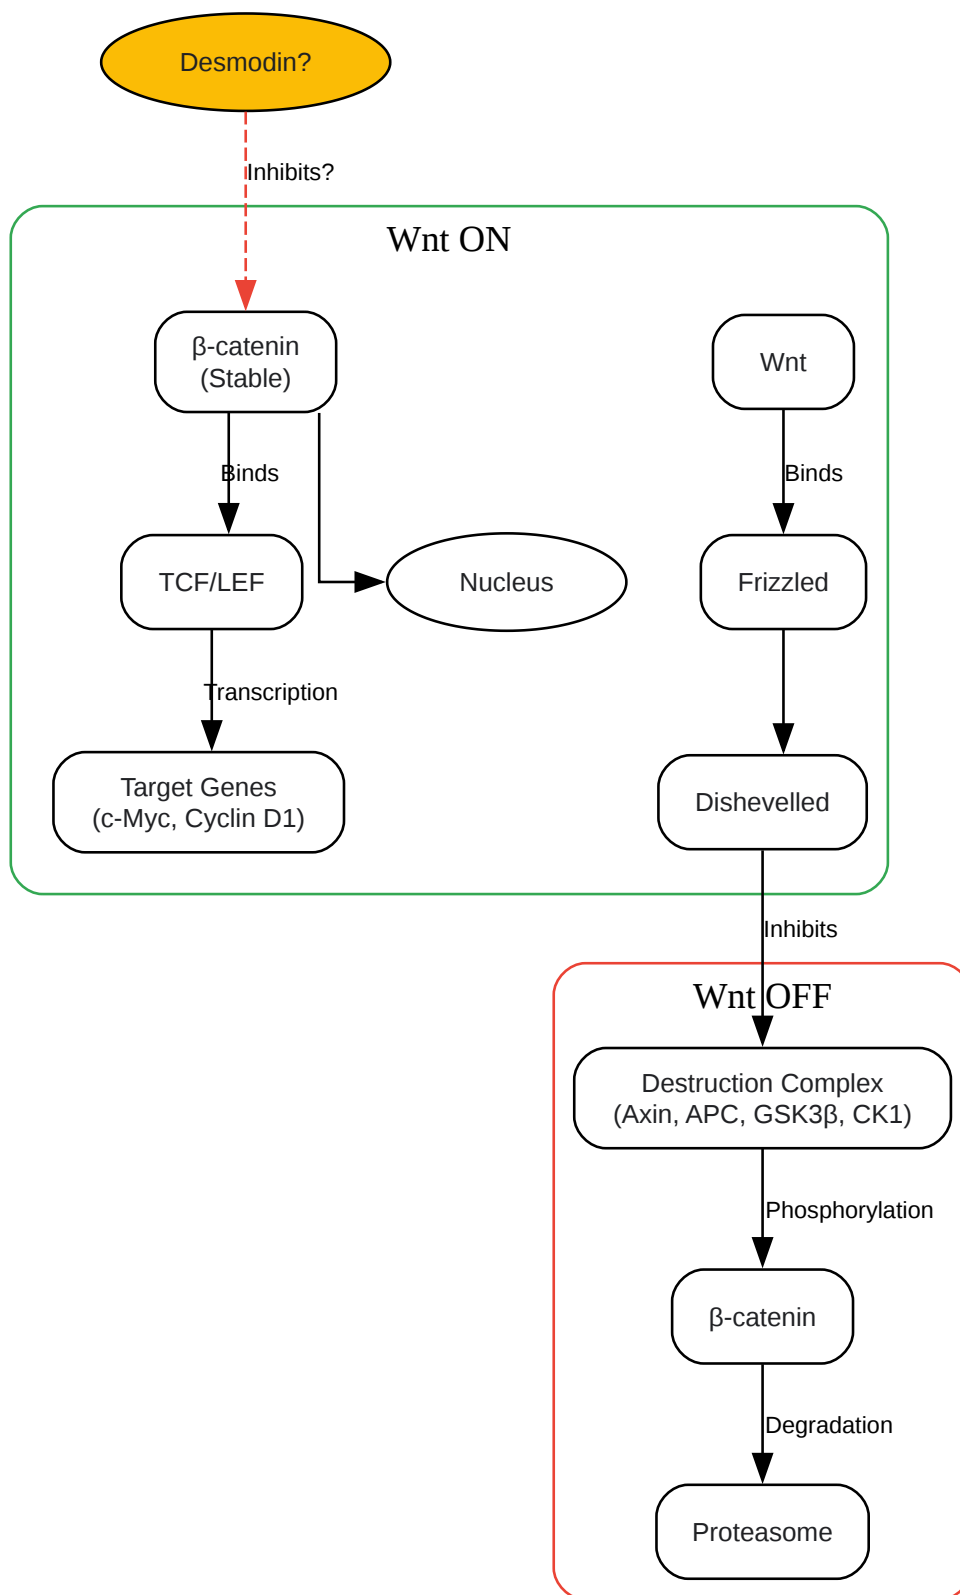 Desmodin?
Inhibits?
Wnt ON
β-catenin
(Stable)
Wnt
Binds
Binds
TCF/LEF
Nucleus
Frizzled
Transcription
Target Genes
(c-Myc, Cyclin D1)
Dishevelled
Inhibits
Wnt OFF
Destruction Complex
(Axin, APC, GSK3β, CK1)
Phosphorylation
β-catenin
Degradation
Proteasome